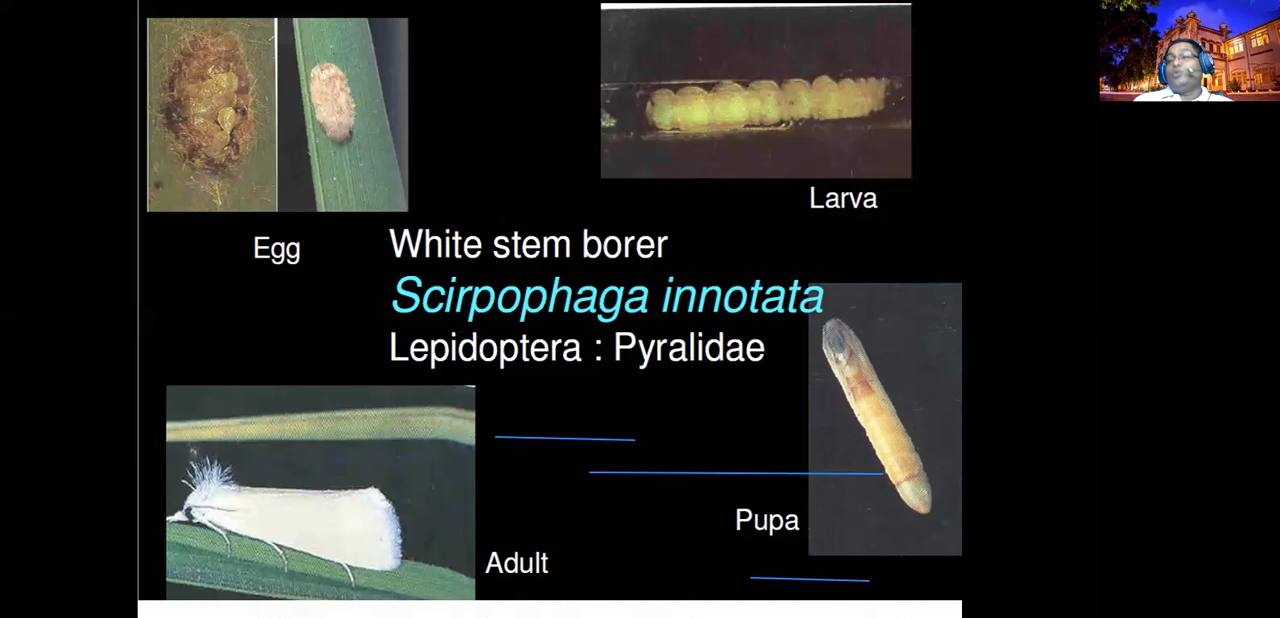 Larva
Egg
White stem borer
Scirpophaga innotata
Lepidoptera : Pyralidae
Pupa
Adult